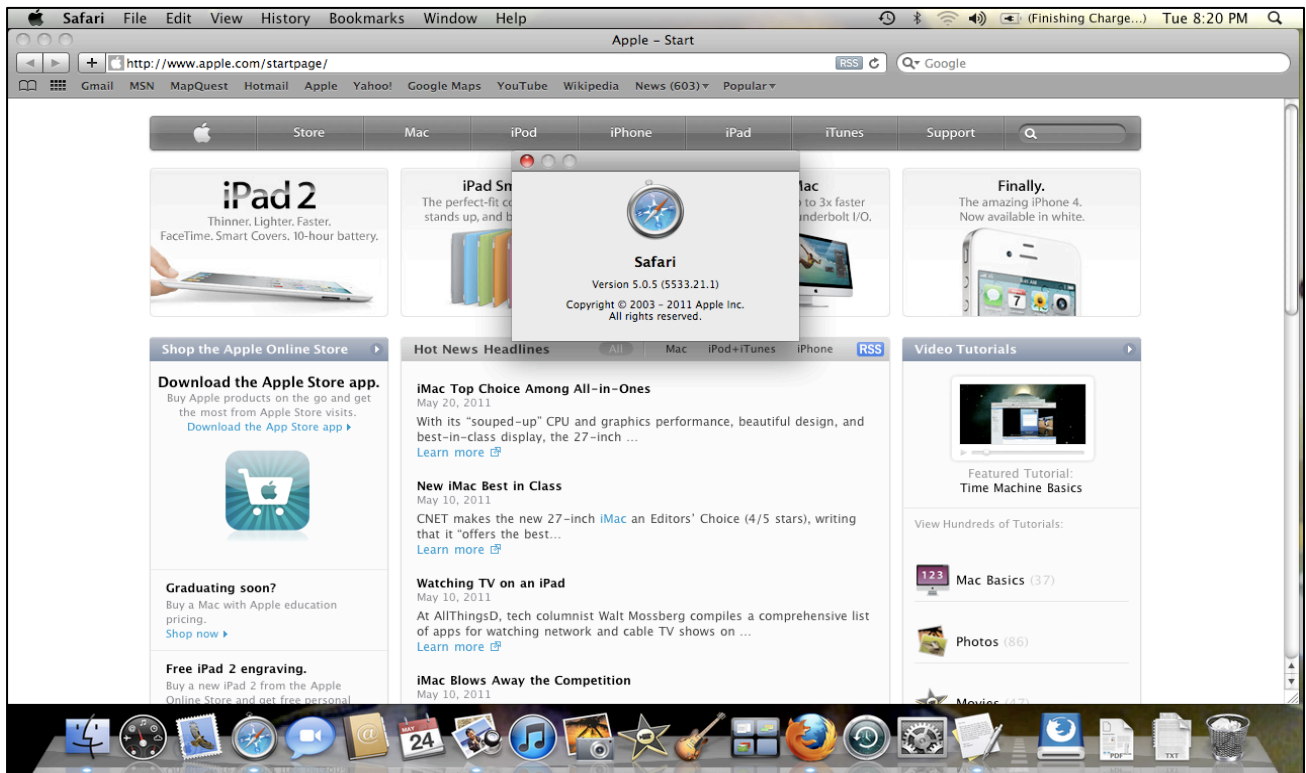 Safari File Edit View History Bookmarks Window Help (Finishing Charge...) Tue 8:20 PM
Apple – Start
http://www.apple.com/startpage/ RSS Google
Gmail MSN MapQuest Hotmail Apple Yahoo! Google Maps YouTube Wikipedia News (603) Popular
Store Mac iPod iPhone iPad iTunes Support
iPad 2
Thinner. Lighter. Faster.
FaceTime. Smart Covers. 10-hour battery.
iPad Sm
The perfect-fit co
stands up, and b
Safari
Version 5.0.5 (5533.21.1)
Copyright © 2003 – 2011 Apple Inc.
All rights reserved.
Mac
to 3x faster
underbolt I/O.
Finally.
The amazing iPhone 4.
Now available in white.
Shop the Apple Online Store
Download the Apple Store app.
Buy Apple products on the go and get
the most from Apple Store visits.
Download the App Store app
Graduating soon?
Buy a Mac with Apple education
pricing.
Shop now
Free iPad 2 engraving.
Buy a new iPad 2 from the Apple
Online Store and get free personal
Hot News Headlines All Mac iPod+iTunes iPhone RSS
iMac Top Choice Among All-in-Ones
May 20, 2011
With its “souped-up” CPU and graphics performance, beautiful design, and
best-in-class display, the 27-inch ...
Learn more
New iMac Best in Class
May 10, 2011
CNET makes the new 27-inch iMac an Editors’ Choice (4/5 stars), writing
that it “offers the best...
Learn more
Watching TV on an iPad
May 10, 2011
At AllThingsD, tech columnist Walt Mossberg compiles a comprehensive list
of apps for watching network and cable TV shows on ...
Learn more
iMac Blows Away the Competition
May 10, 2011
Video Tutorials
Featured Tutorial:
Time Machine Basics
View Hundreds of Tutorials:
123 Mac Basics (37)
Photos (86)
Movies (47)
MAY
24
PDF
TXT